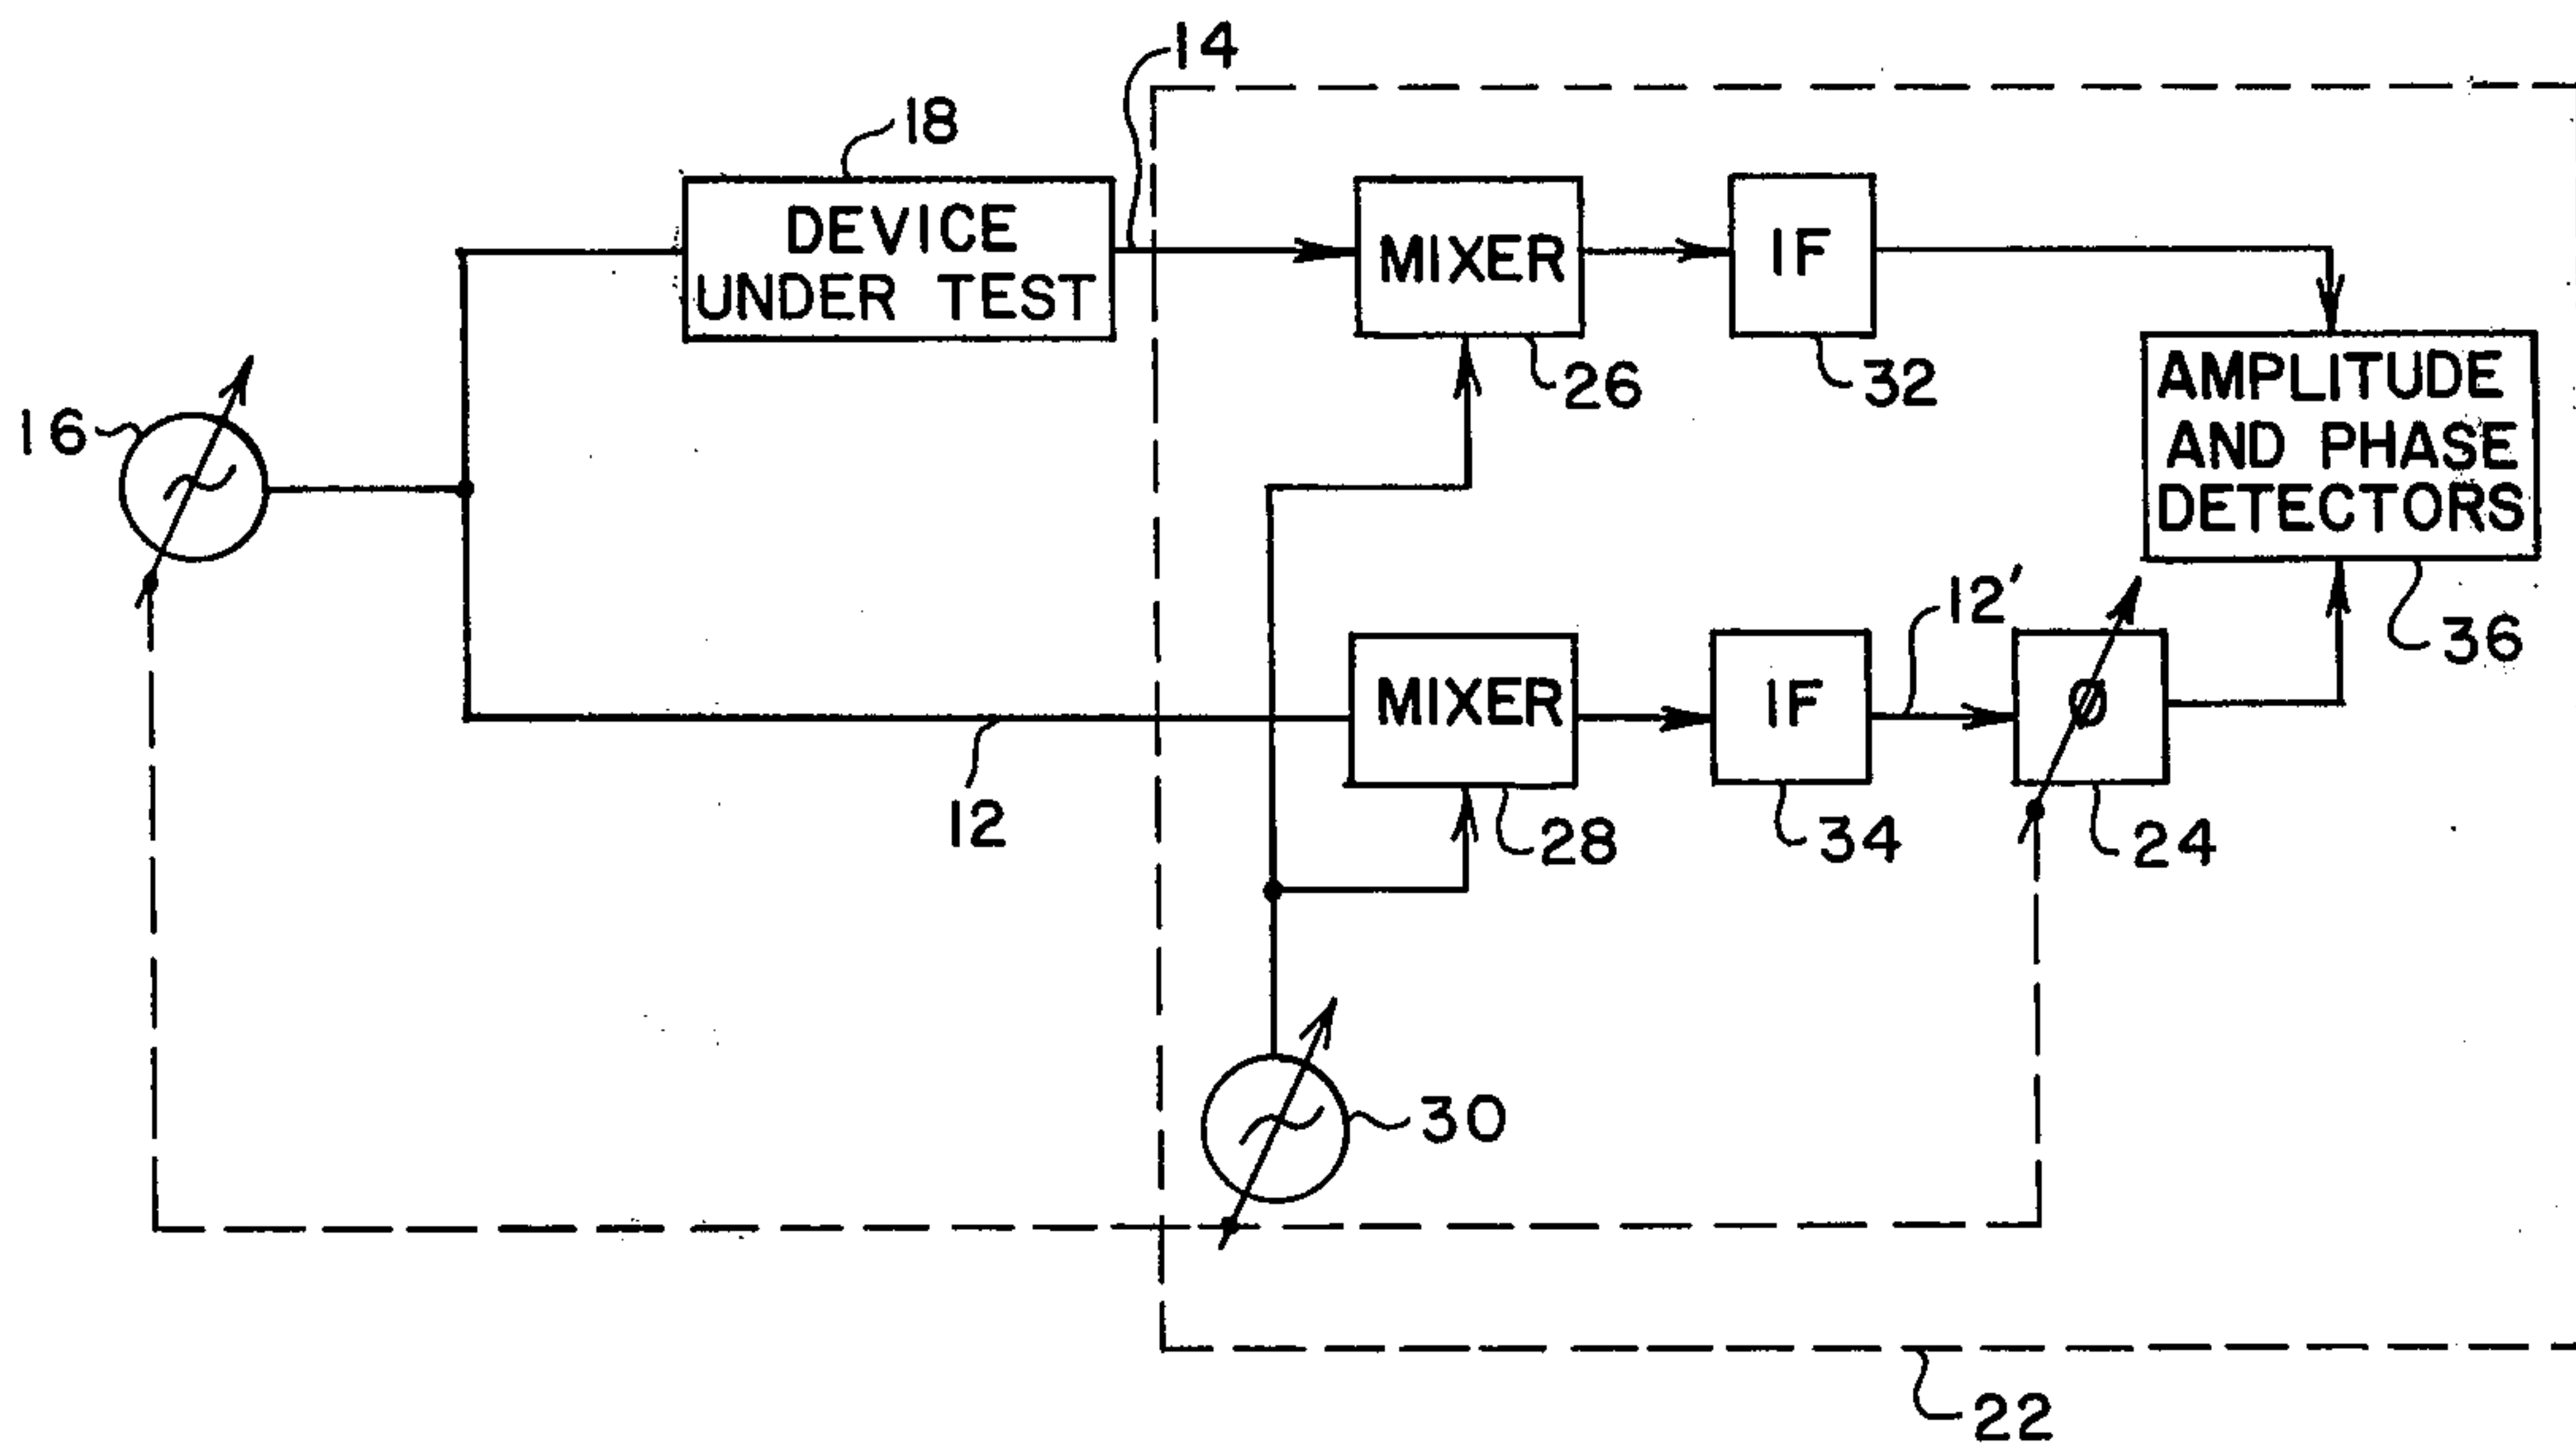 14
18
DEVICE
UNDER TEST
MIXER
IF
26
32
AMPLITUDE
AND PHASE
DETECTORS
16
12'
36
MIXER
IF
Ø
12
28
34
24
30
22